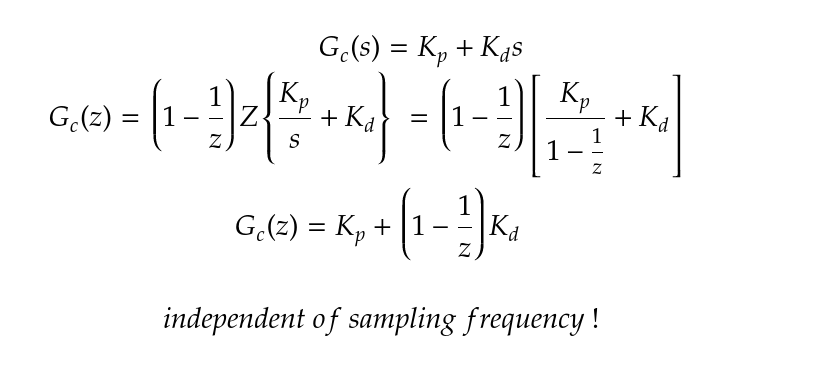 G_c(s) = K_p + K_d s
G_c(z) = (1 − 1/z) Z{K_p/s + K_d} = (1 − 1/z) [K_p/(1 − 1/z) + K_d]
G_c(z) = K_p + (1 − 1/z) K_d
independent of sampling frequency !